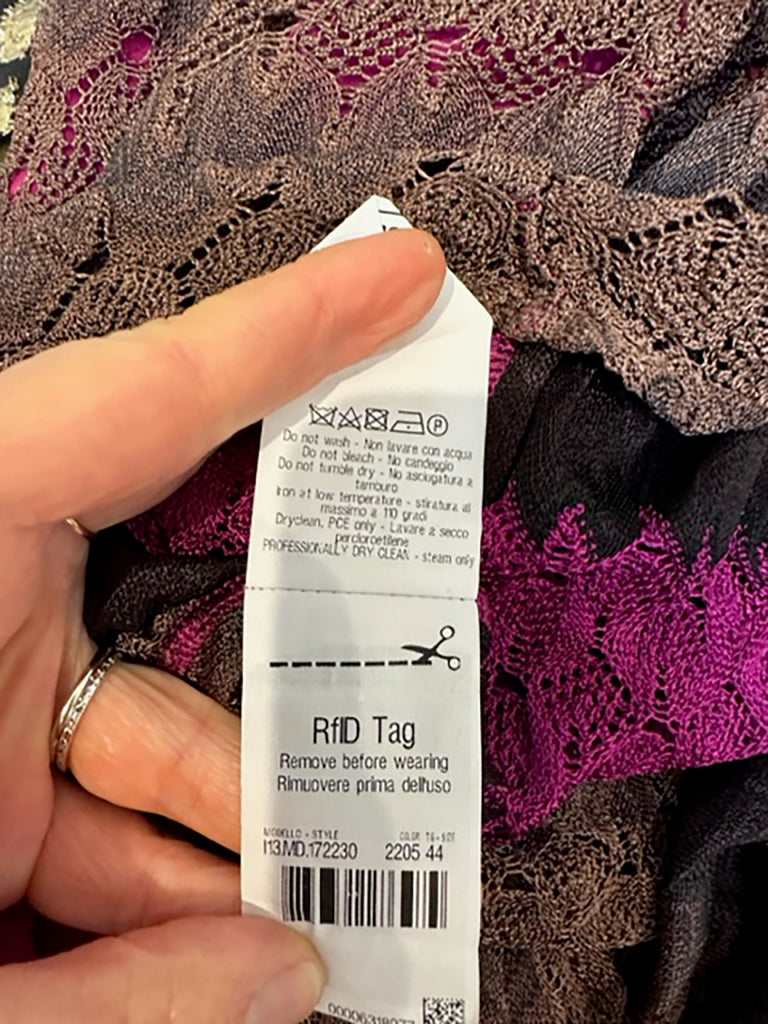 Do not wash - Non lavare con acqua
Do not bleach - No candeggio
Do not tumble dry - No asciugatura a
tamburo
Iron at low temperature - stiratura al
massimo a 110 gradi
Dryclean, PCE only - Lavare a secco
percloroetilene
PROFESSIONALLY DRY CLEAN - steam only
RfID Tag
Remove before wearing
Rimuovere prima dell'uso
MODELLO - STYLE COLOR TG - SIZE
I13.MD.172230 2205 44